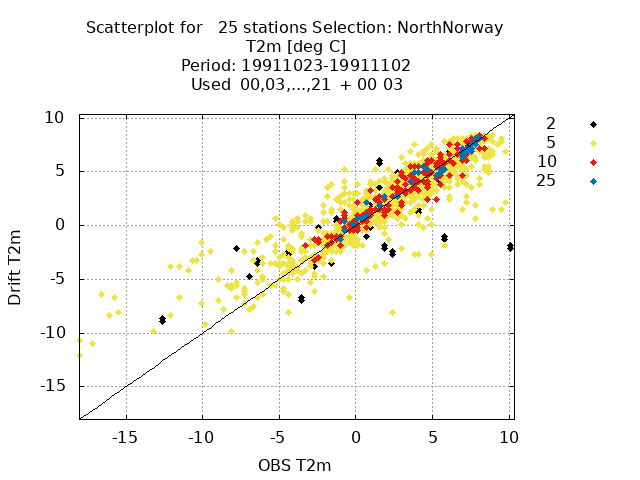 Scatterplot for   25 stations Selection: NorthNorway
T2m [deg C]
Period: 19911023-19911102
Used  00,03,...,21  + 00 03
2
5
10
25
10
5
0
-5
-10
-15
Drift T2m
-15
-10
-5
0
5
10
OBS T2m